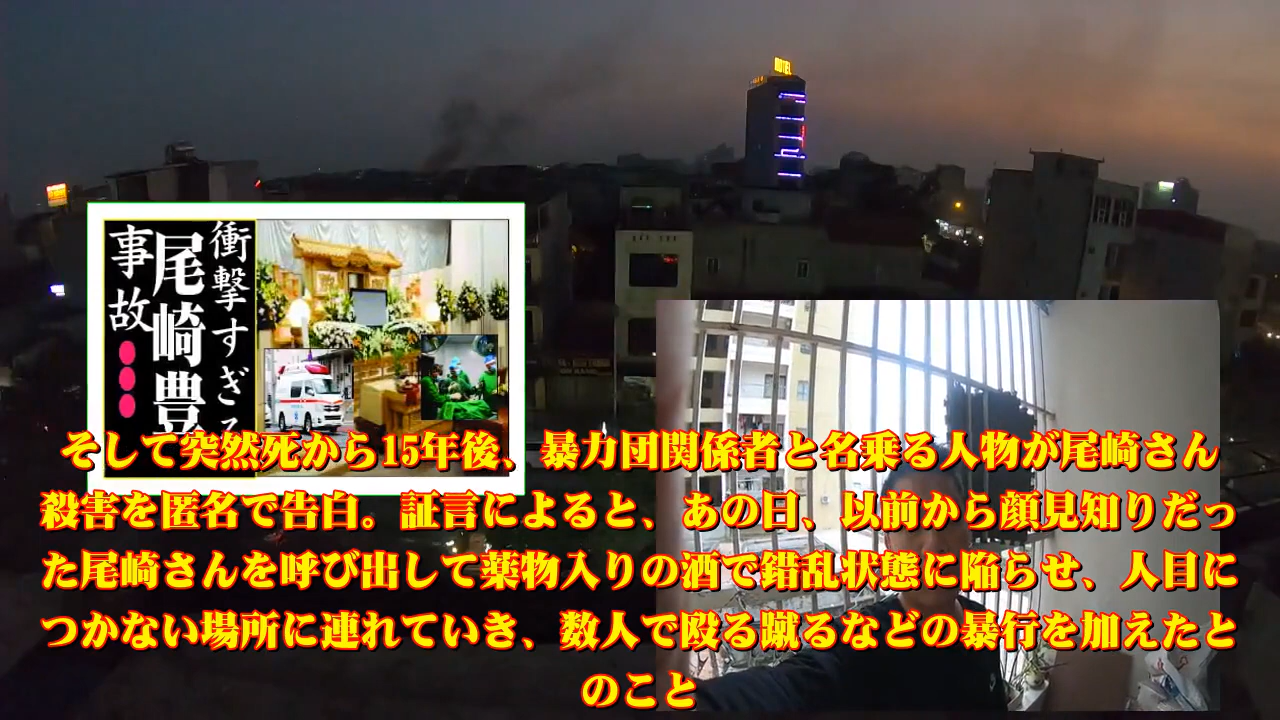 HOTEL
衝撃すぎる
尾崎豊
事故●●●
そして突然死から15年後、暴力団関係者と名乗る人物が尾崎さん
殺害を匿名で告白。証言によると、あの日、以前から顔見知りだっ
た尾崎さんを呼び出して薬物入りの酒で錯乱状態に陥らせ、人目に
つかない場所に連れていき、数人で殴る蹴るなどの暴行を加えたと
のこと